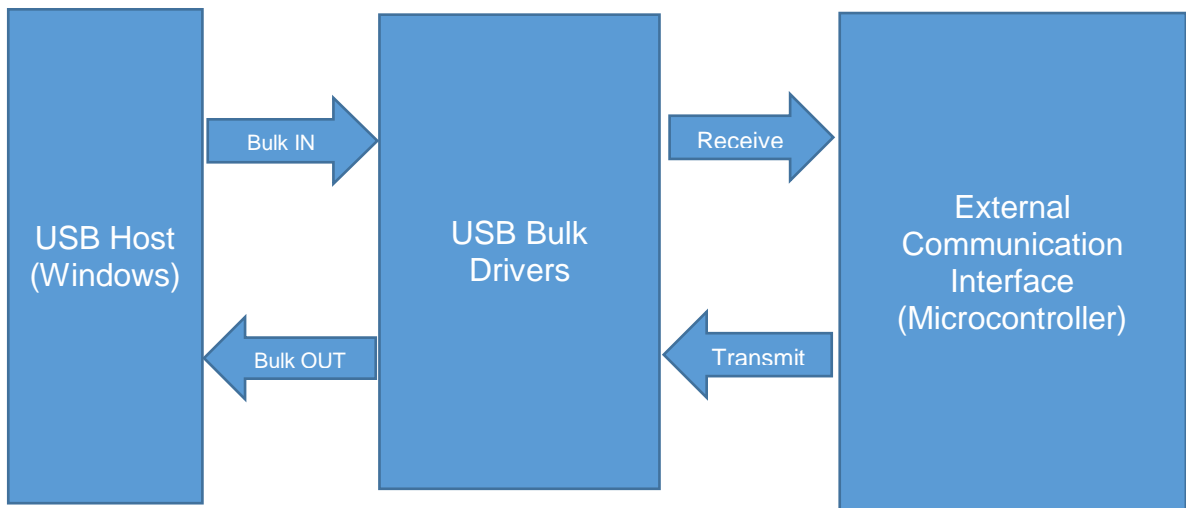 USB Host
(Windows)
Bulk IN
Bulk OUT
USB Bulk
Drivers
Receive
Transmit
External
Communication
Interface
(Microcontroller)